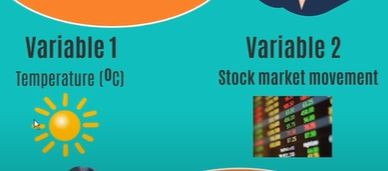 Variable 1
Variable 2
Temperature (⁰C)
Stock market movement